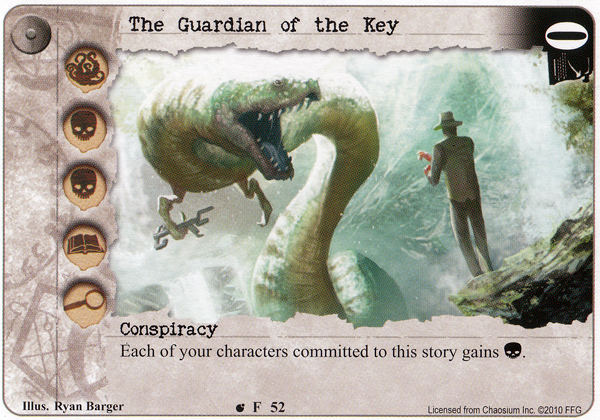 The Guardian of the Key
0
Conspiracy
Each of your characters committed to this story gains .
Illus. Ryan Barger
F 52
Licensed from Chaosium Inc. ©2010 FFG